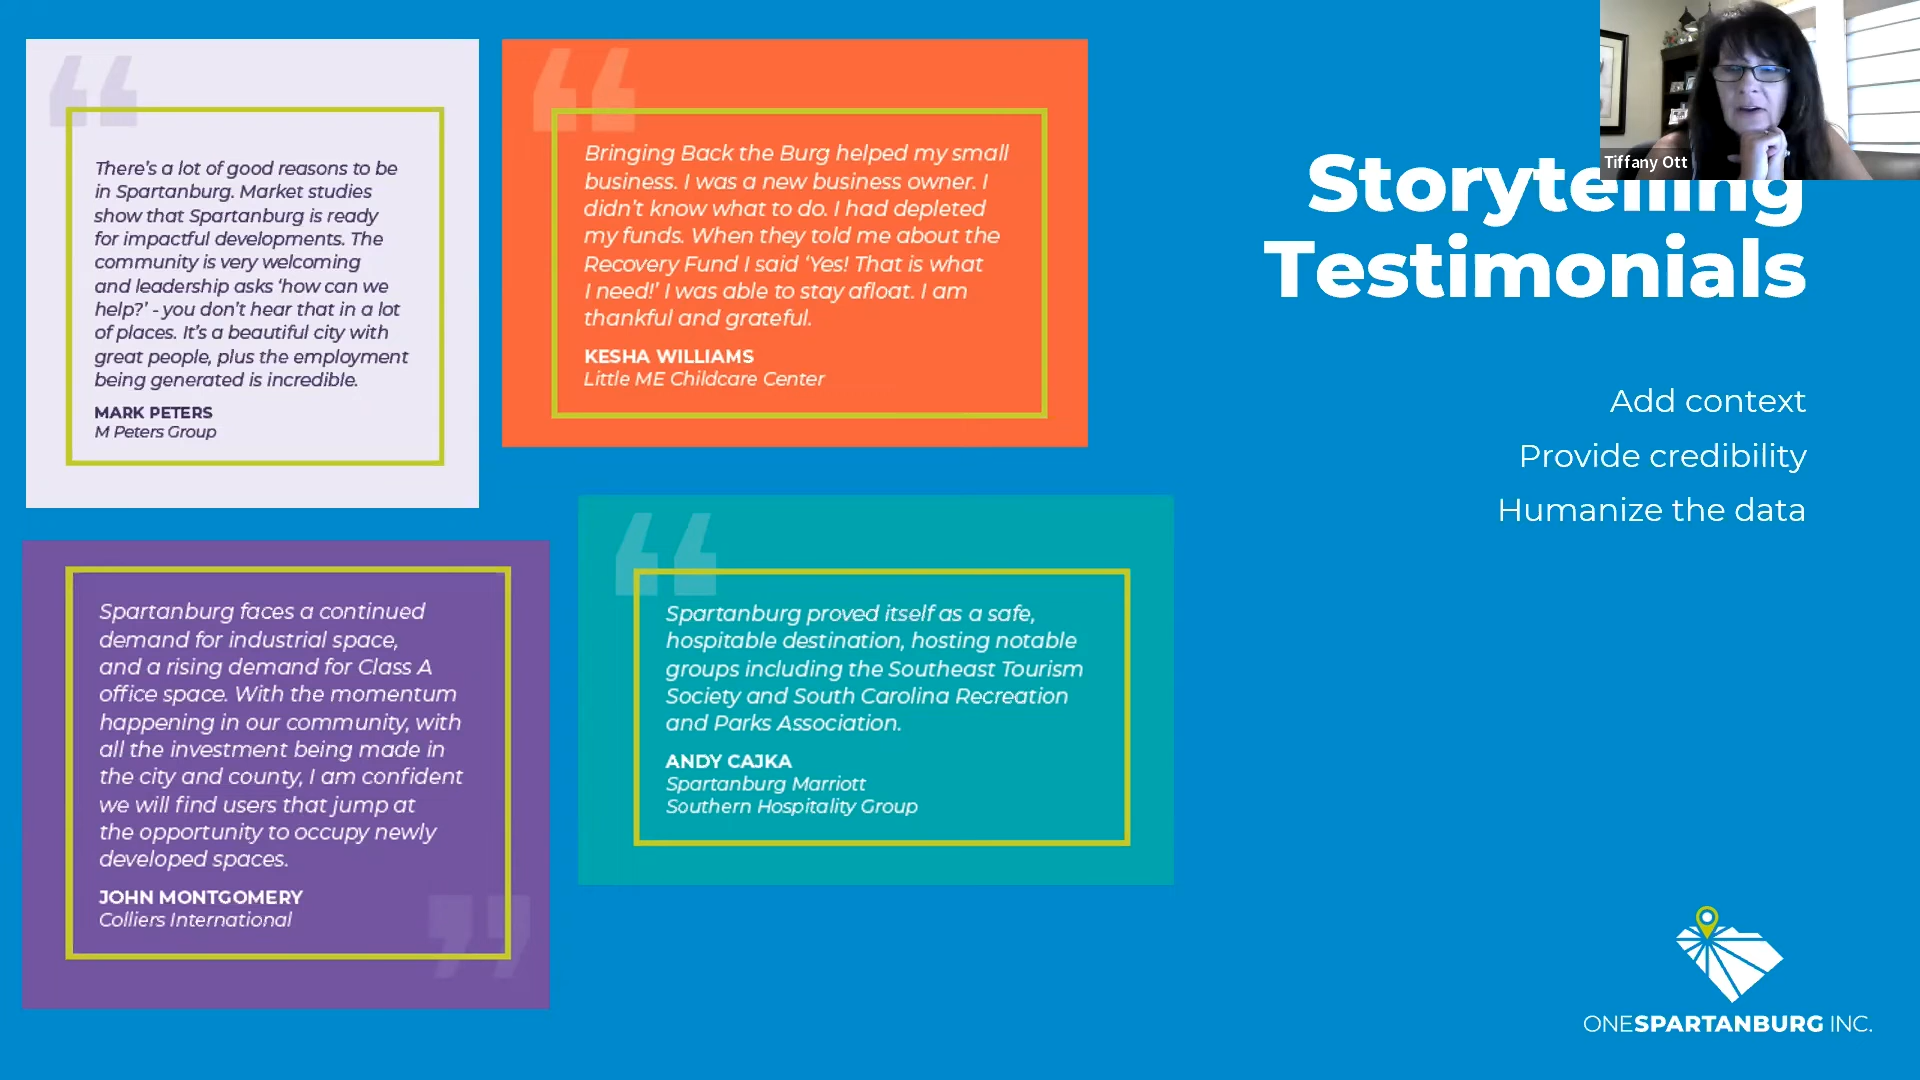 There's a lot of good reasons to be
in Spartanburg. Market studies
show that Spartanburg is ready
for impactful developments. The
community is very welcoming
and leadership asks 'how can we
help?' - you don't hear that in a lot
of places. It's a beautiful city with
great people, plus the employment
being generated is incredible.
MARK PETERS
M Peters Group
Bringing Back the Burg helped my small
business. I was a new business owner. I
didn't know what to do. I had depleted
my funds. When they told me about the
Recovery Fund I said 'Yes! That is what
I need!' I was able to stay afloat. I am
thankful and grateful.
KESHA WILLIAMS
Little ME Childcare Center
Spartanburg faces a continued
demand for industrial space,
and a rising demand for Class A
office space. With the momentum
happening in our community, with
all the investment being made in
the city and county, I am confident
we will find users that jump at
the opportunity to occupy newly
developed spaces.
JOHN MONTGOMERY
Colliers International
Spartanburg proved itself as a safe,
hospitable destination, hosting notable
groups including the Southeast Tourism
Society and South Carolina Recreation
and Parks Association.
ANDY CAJKA
Spartanburg Marriott
Southern Hospitality Group
Tiffany Ott
Storytelling
Testimonials
Add context
Provide credibility
Humanize the data
ONESPARTANBURG INC.